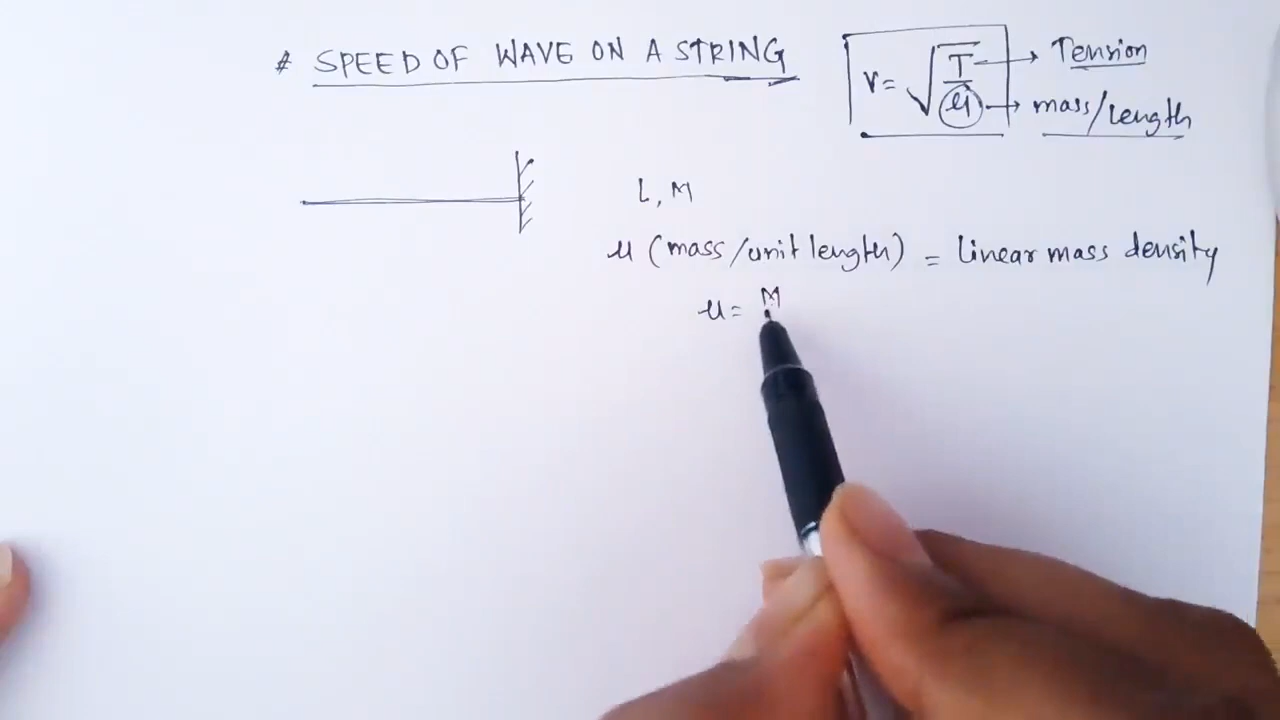 # SPEED OF WAVE ON A STRING
v = √T/μ → Tension
→ mass/length
L, M
μ (mass/unit length) = linear mass density
μ = M